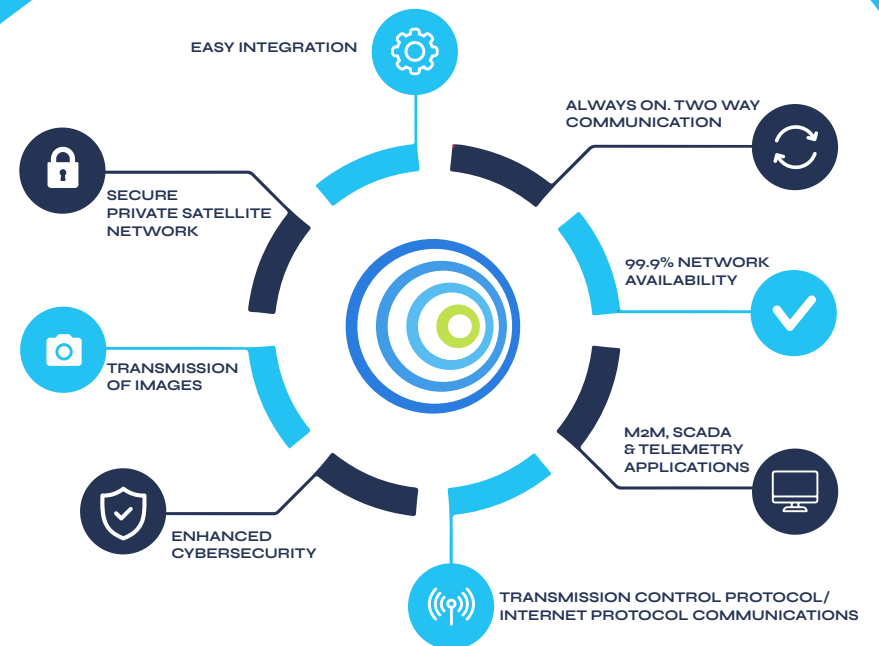 EASY INTEGRATION
ALWAYS ON. TWO WAY
COMMUNICATION
SECURE
PRIVATE SATELLITE
NETWORK
99.9% NETWORK
AVAILABILITY
TRANSMISSION
OF IMAGES
M2M, SCADA
& TELEMETRY
APPLICATIONS
ENHANCED
CYBERSECURITY
TRANSMISSION CONTROL PROTOCOL/
INTERNET PROTOCOL COMMUNICATIONS